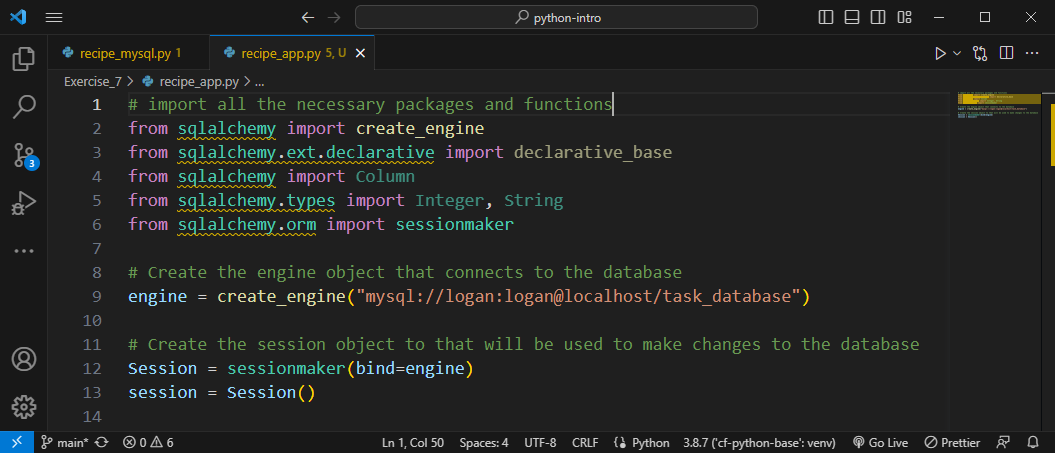 python-intro
recipe_mysql.py 1
recipe_app.py 5, U
Exercise_7 > recipe_app.py > ...
1 # import all the necessary packages and functions
2 from sqlalchemy import create_engine
3 from sqlalchemy.ext.declarative import declarative_base
4 from sqlalchemy import Column
5 from sqlalchemy.types import Integer, String
6 from sqlalchemy.orm import sessionmaker
7
8 # Create the engine object that connects to the database
9 engine = create_engine("mysql://logan:logan@localhost/task_database")
10
11 # Create the session object to that will be used to make changes to the database
12 Session = sessionmaker(bind=engine)
13 session = Session()
14
3
main* 0 6 Ln 1, Col 50 Spaces: 4 UTF-8 CRLF Python 3.8.7 ('cf-python-base': venv) Go Live Prettier